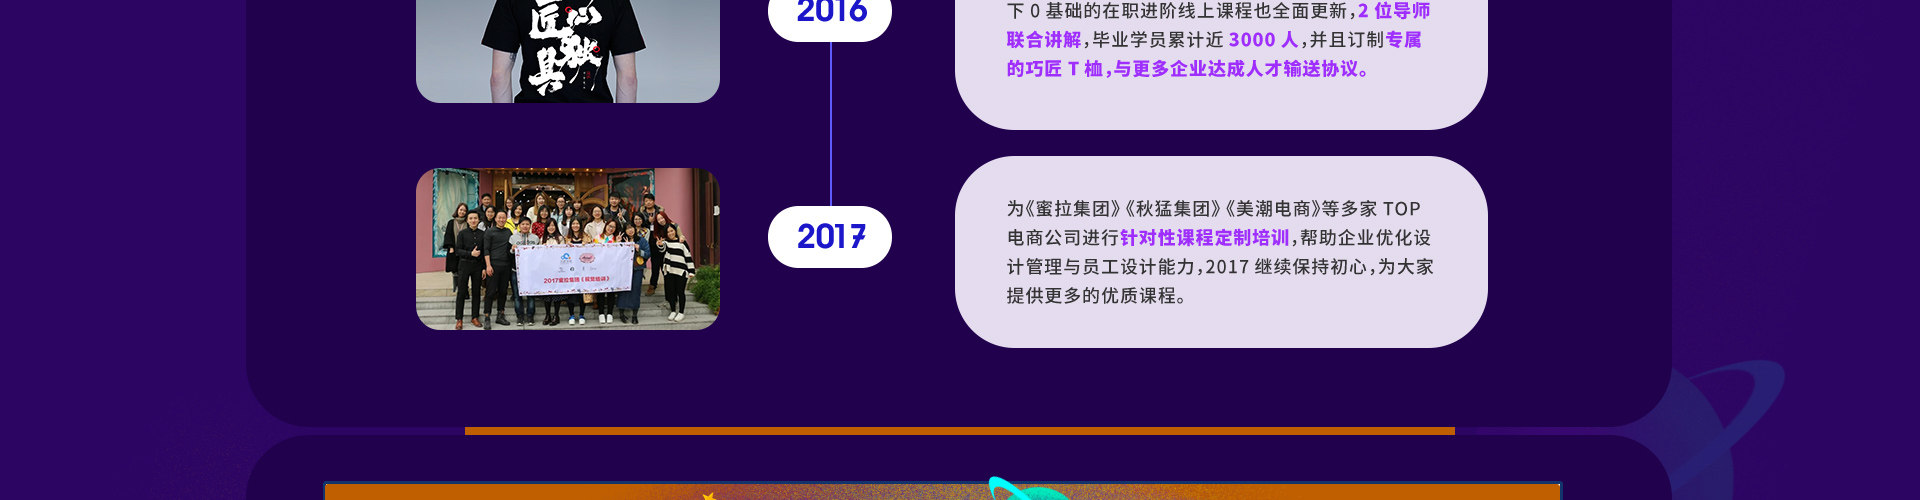 2016
匠心
独
具
下 0 基础的在职进阶线上课程也全面更新，2 位导师
联合讲解，毕业学员累计近 3000 人，并且订制专属
的巧匠 T 桖，与更多企业达成人才输送协议。
2017
2017蜜拉集团《视觉培训》
为《蜜拉集团》《秋猛集团》《美潮电商》等多家 TOP
电商公司进行针对性课程定制培训，帮助企业优化设
计管理与员工设计能力，2017 继续保持初心，为大家
提供更多的优质课程。